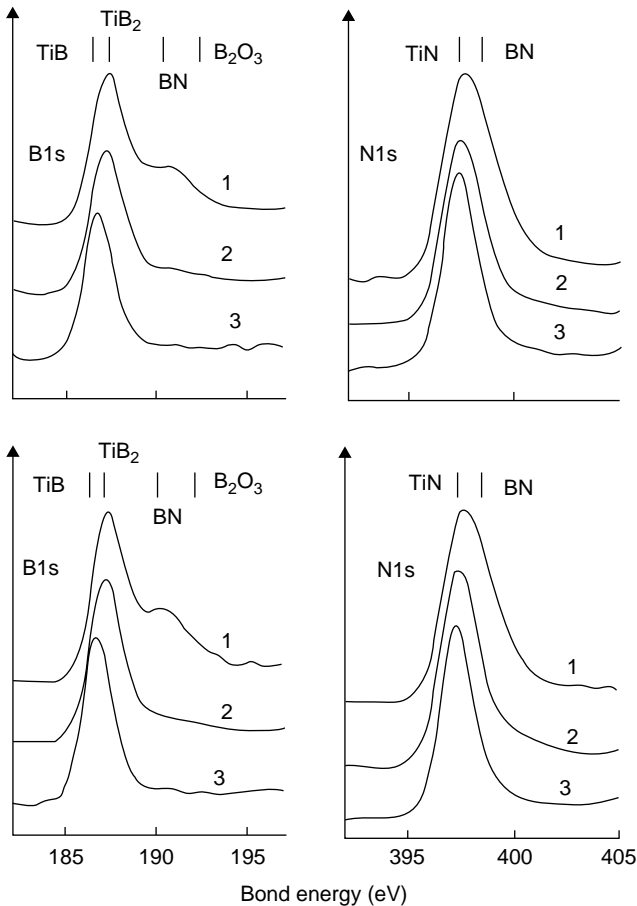 TiB₂
TiB
B₂O₃
BN
B1s
1
2
3
TiN
BN
N1s
1
2
3
TiB₂
TiB
B₂O₃
BN
B1s
1
2
3
185 190 195
TiN
BN
N1s
1
2
3
395 400 405
Bond energy (eV)